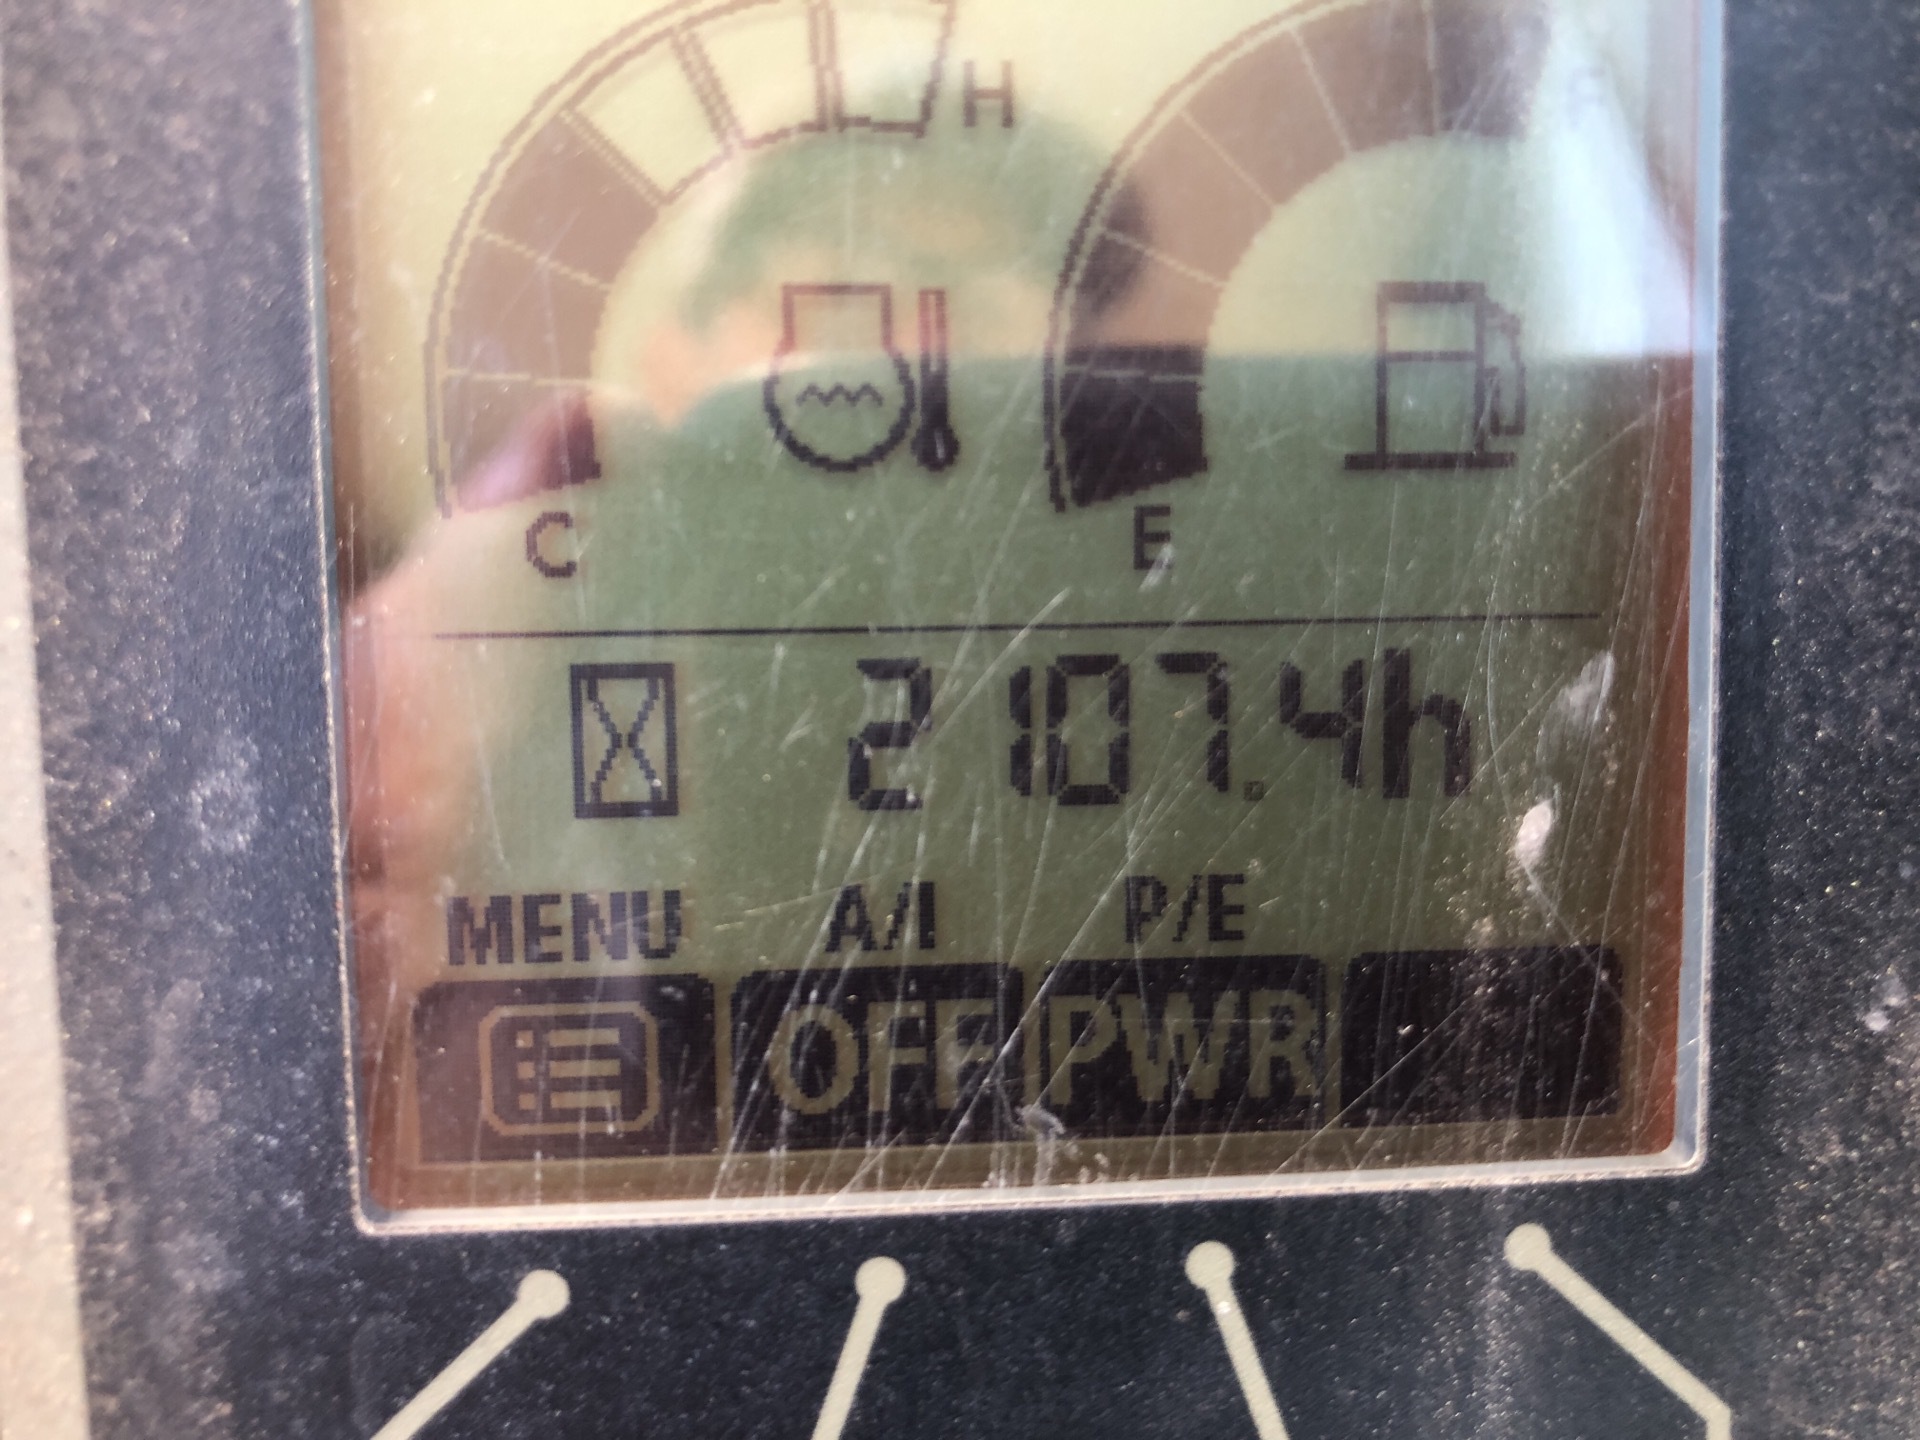 H
C E
2107.4h
MENU A/I P/E
OFF PWR